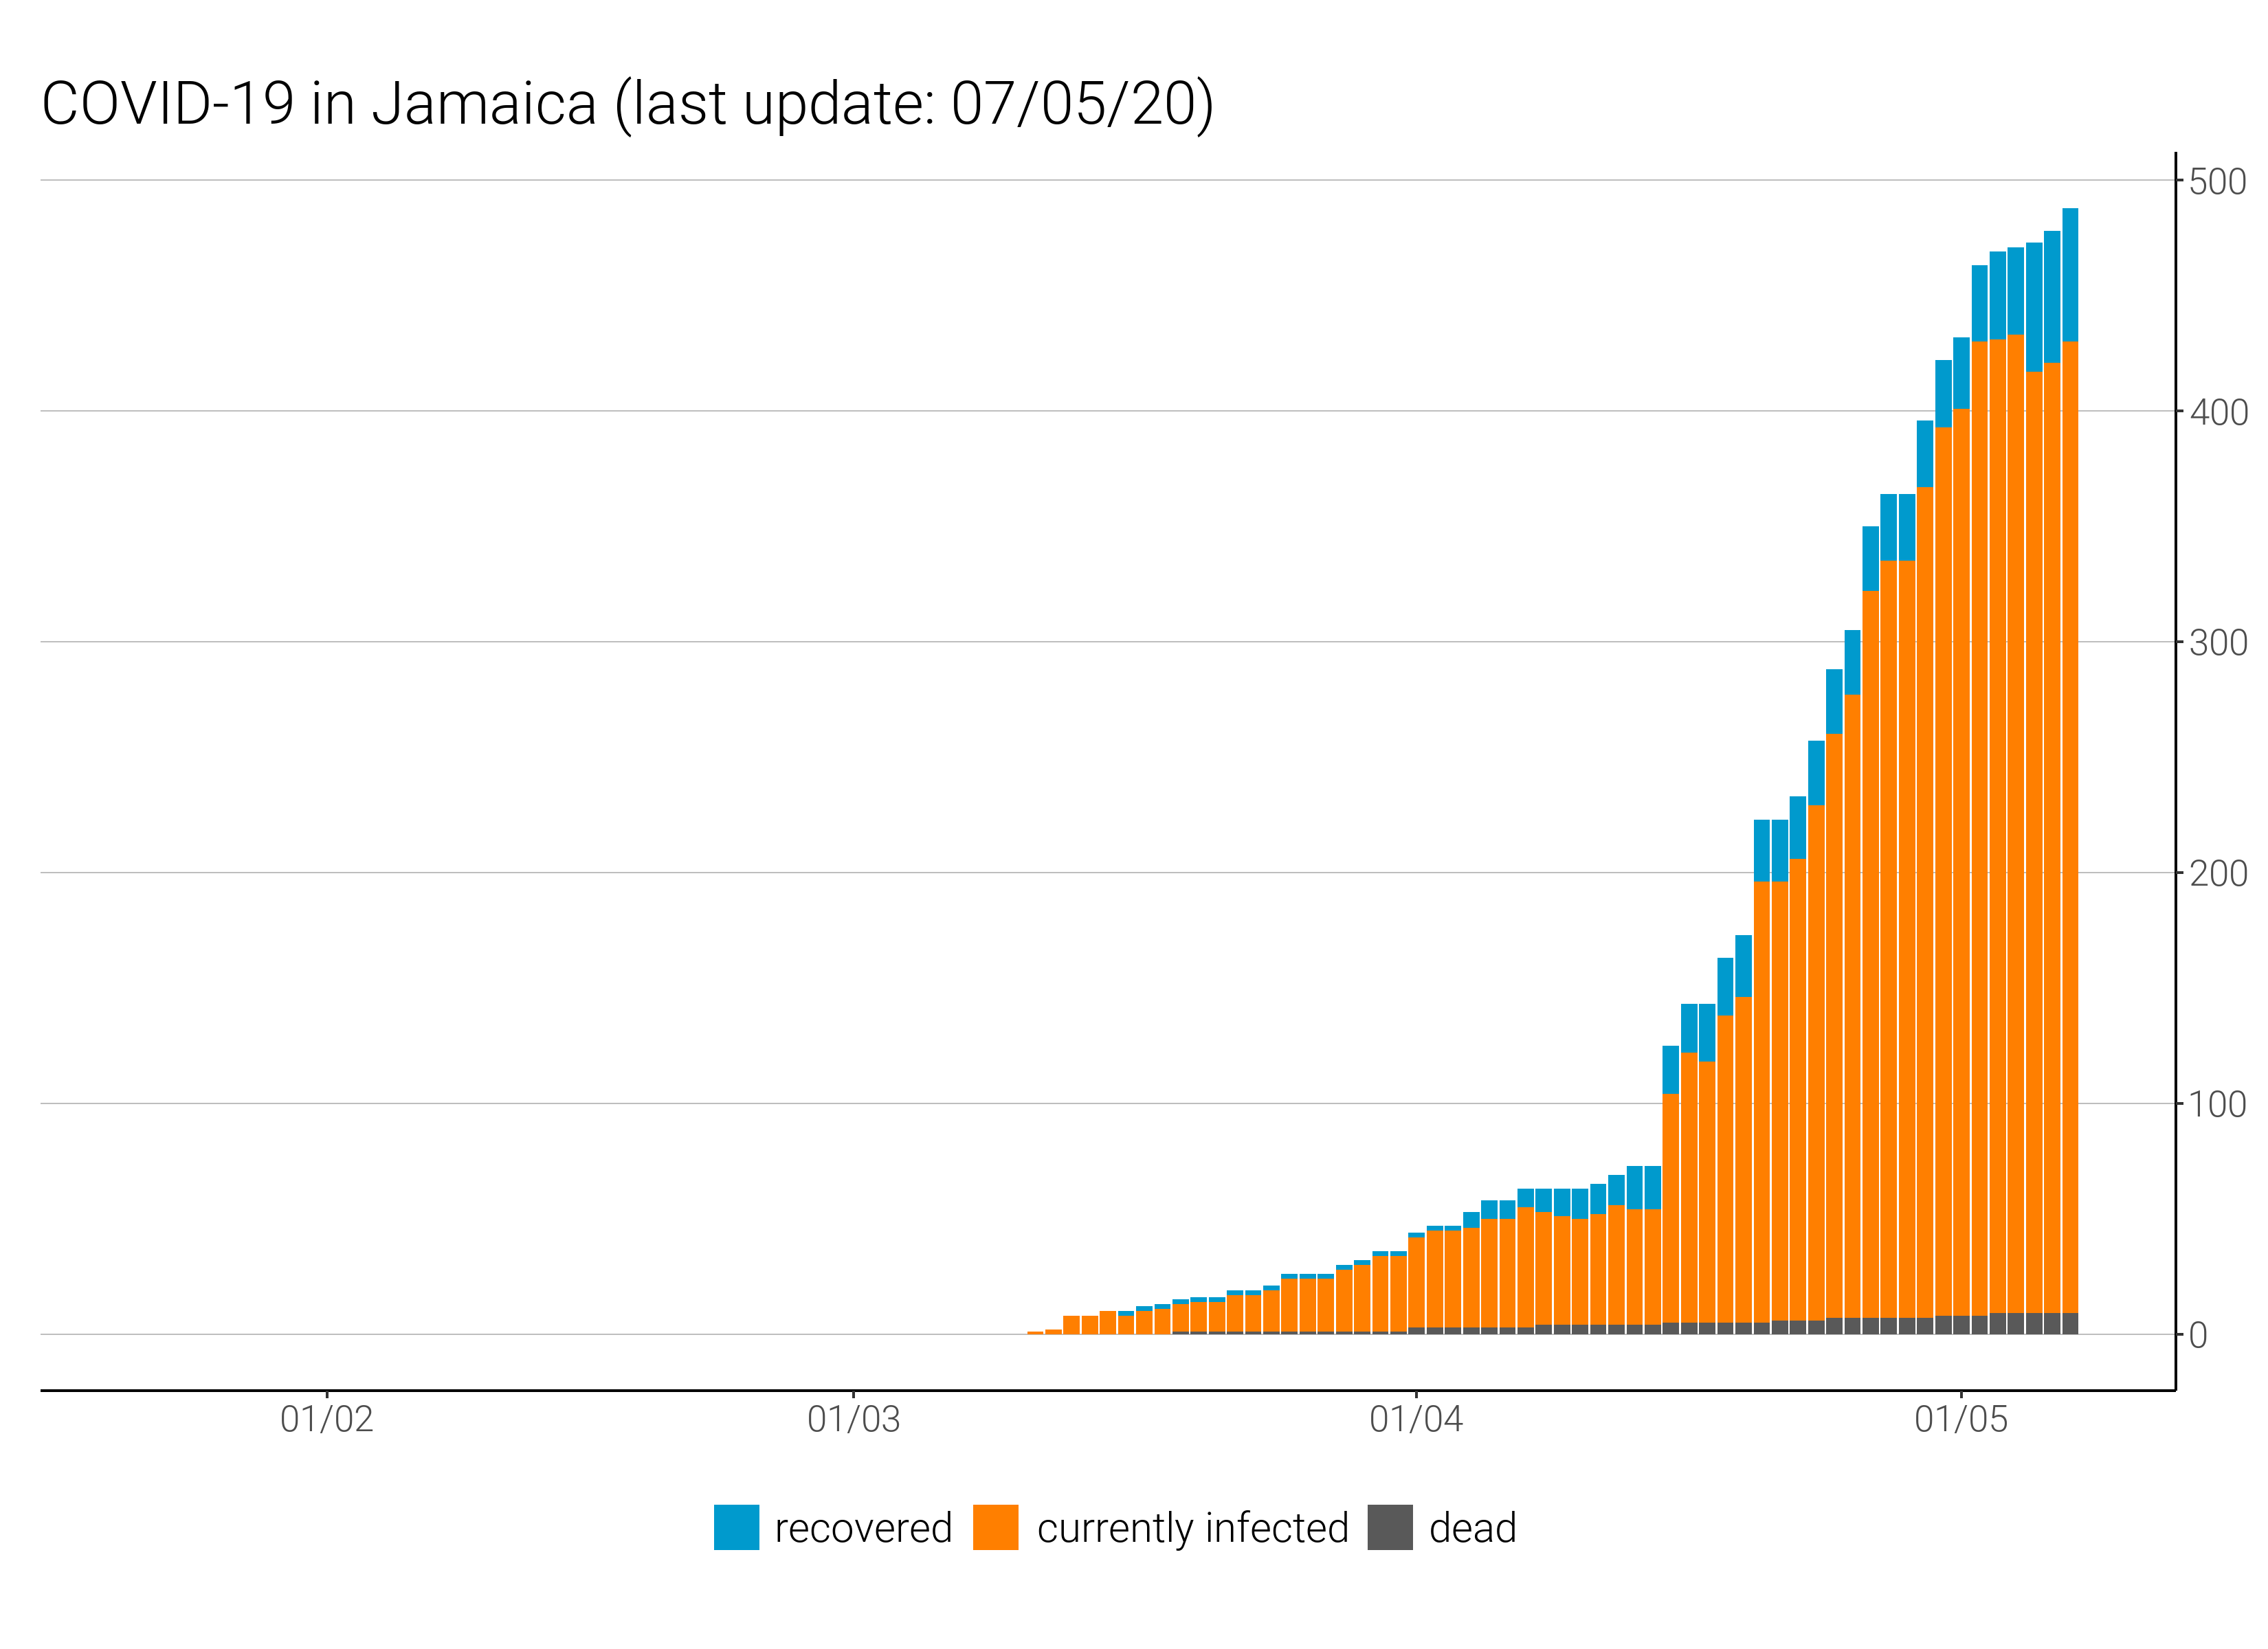 COVID-19 in Jamaica (last update: 07/05/20)
500
400
300
200
100
0
01/02 01/03 01/04 01/05
recovered currently infected dead